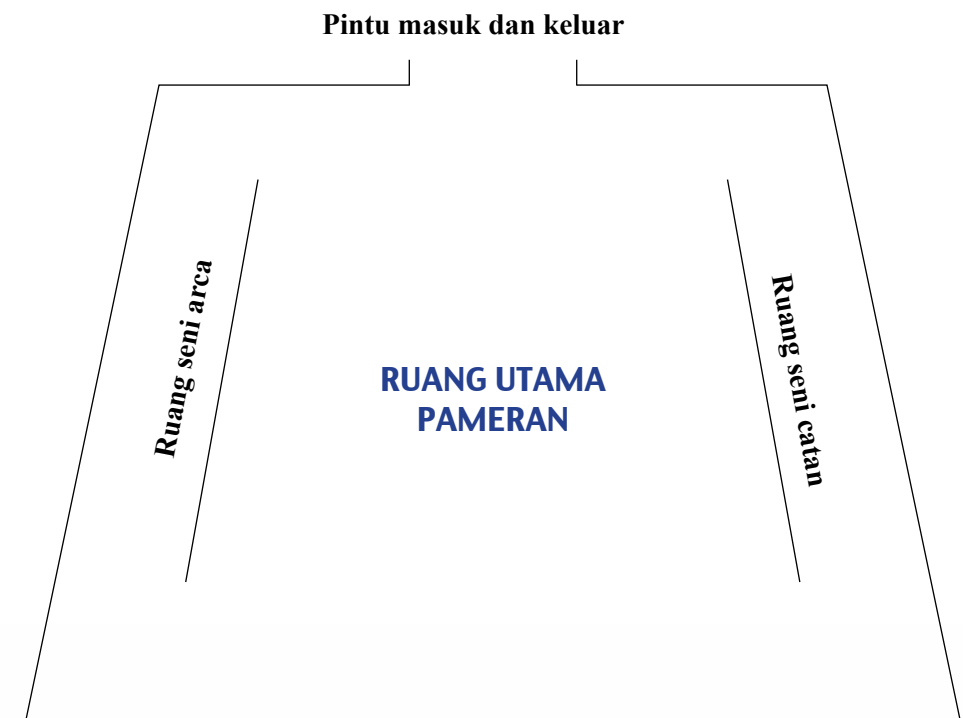 Pintu masuk dan keluar
Ruang seni arca
RUANG UTAMA
PAMERAN
Ruang seni catan